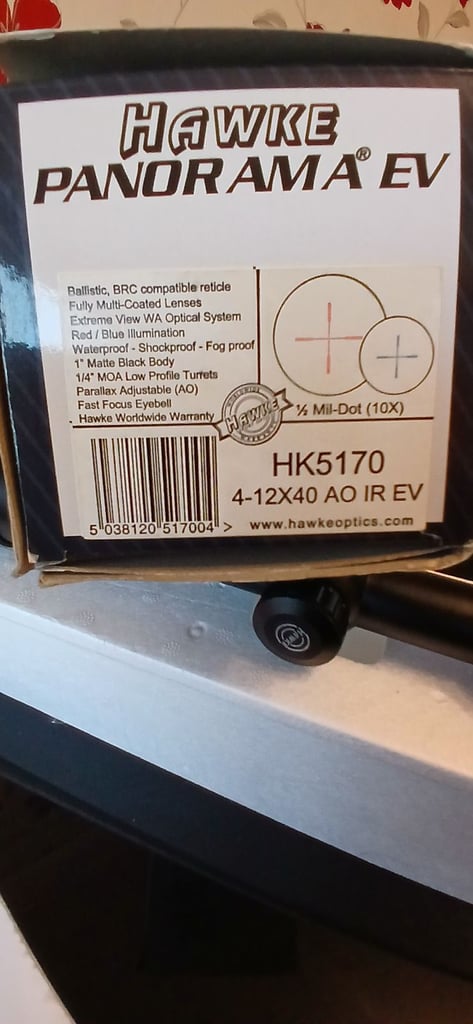 HAWKE
PANORAMA® EV
Ballistic, BRC compatible reticle
Fully Multi-Coated Lenses
Extreme View WA Optical System
Red / Blue Illumination
Waterproof - Shockproof - Fog proof
1" Matte Black Body
1/4" MOA Low Profile Turrets
Parallax Adjustable (AO)
Fast Focus Eyebell
Hawke Worldwide Warranty
HAWKE
½ Mil-Dot (10X)
HK5170
4-12X40 AO IR EV
5 038120 517004 >
www.hawkeoptics.com